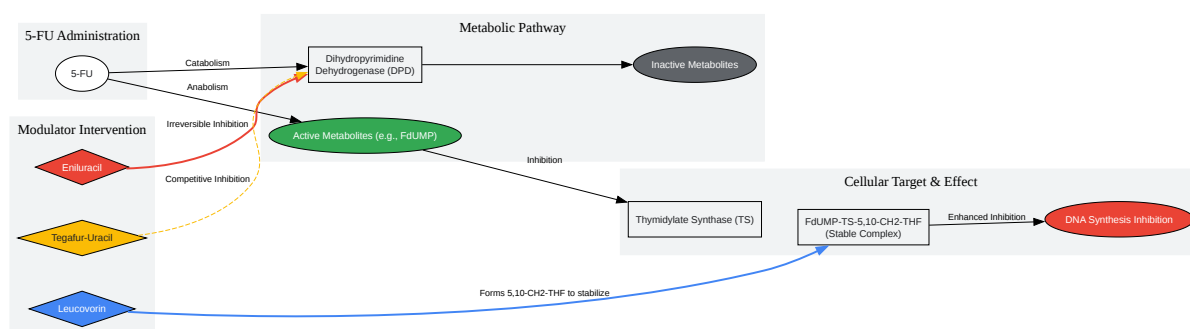 5-FU Administration
5-FU
Metabolic Pathway
Catabolism
Dihydropyrimidine
Dehydrogenase (DPD)
Inactive Metabolites
Anabolism
Active Metabolites (e.g., FdUMP)
Modulator Intervention
Irreversible Inhibition
Eniluracil
Competitive Inhibition
Tegafur-Uracil
Leucovorin
Inhibition
Cellular Target & Effect
Thymidylate Synthase (TS)
FdUMP-TS-5,10-CH2-THF
(Stable Complex)
Enhanced Inhibition
DNA Synthesis Inhibition
Forms 5,10-CH2-THF to stabilize